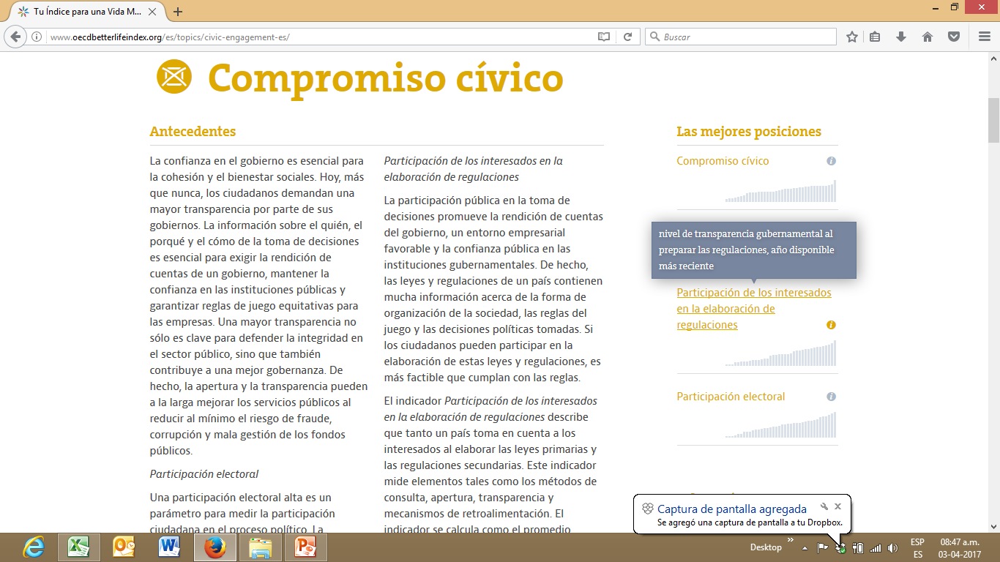 Tu Índice para una Vida M...
www.oecdbetterlifeindex.org/es/topics/civic-engagement-es/
Buscar
Compromiso cívico
Antecedentes
La confianza en el gobierno es esencial para
la cohesión y el bienestar sociales. Hoy, más
que nunca, los ciudadanos demandan una
mayor transparencia por parte de sus
gobiernos. La información sobre el quién, el
porqué y el cómo de la toma de decisiones
es esencial para exigir la rendición de
cuentas de un gobierno, mantener la
confianza en las instituciones públicas y
garantizar reglas de juego equitativas para
las empresas. Una mayor transparencia no
sólo es clave para defender la integridad en
el sector público, sino que también
contribuye a una mejor gobernanza. De
hecho, la apertura y la transparencia pueden
a la larga mejorar los servicios públicos al
reducir al mínimo el riesgo de fraude,
corrupción y mala gestión de los fondos
públicos.
Participación electoral
Una participación electoral alta es un
parámetro para medir la participación
ciudadana en el proceso político. La
Participación de los interesados en la
elaboración de regulaciones
La participación pública en la toma de
decisiones promueve la rendición de cuentas
del gobierno, un entorno empresarial
favorable y la confianza pública en las
instituciones gubernamentales. De hecho,
las leyes y regulaciones de un país contienen
mucha información acerca de la forma de
organización de la sociedad, las reglas del
juego y las decisiones políticas tomadas. Si
los ciudadanos pueden participar en la
elaboración de estas leyes y regulaciones, es
más factible que cumplan con las reglas.
El indicador Participación de los interesados
en la elaboración de regulaciones describe
que tanto un país toma en cuenta a los
interesados al elaborar las leyes primarias y
las regulaciones secundarias. Este indicador
mide elementos tales como los métodos de
consulta, apertura, transparencia y
mecanismos de retroalimentación. El
indicador se calcula como el promedio
Las mejores posiciones
Compromiso cívico
nivel de transparencia gubernamental al
preparar las regulaciones, año disponible
más reciente
Participación de los interesados
en la elaboración de
regulaciones
Participación electoral
Captura de pantalla agregada
Se agregó una captura de pantalla a tu Dropbox.
Desktop
ESP
ES
08:47 a.m.
03-04-2017